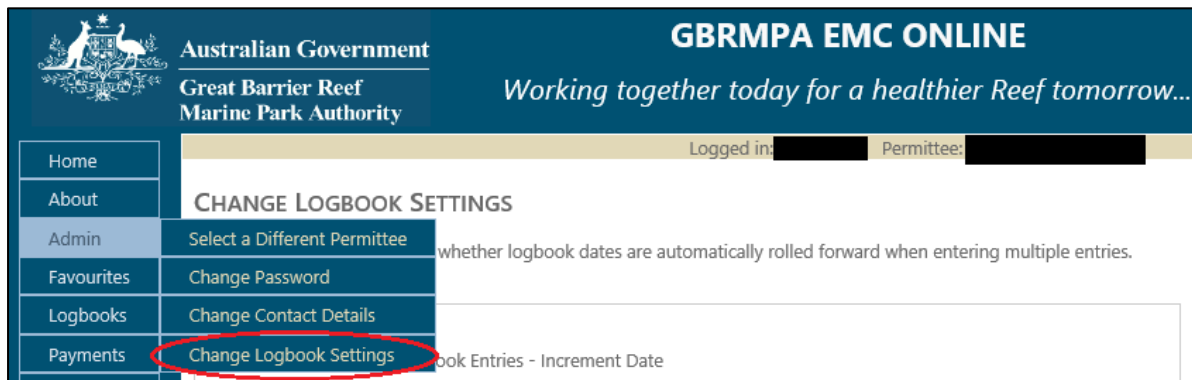 Australian Government
Great Barrier Reef
Marine Park Authority
GBRMPA EMC ONLINE
Working together today for a healthier Reef tomorrow...
Logged in: Permittee:
Home
About
Admin
Favourites
Logbooks
Payments
Select a Different Permittee
Change Password
Change Contact Details
Change Logbook Settings
CHANGE LOGBOOK SETTINGS
whether logbook dates are automatically rolled forward when entering multiple entries.
ook Entries - Increment Date